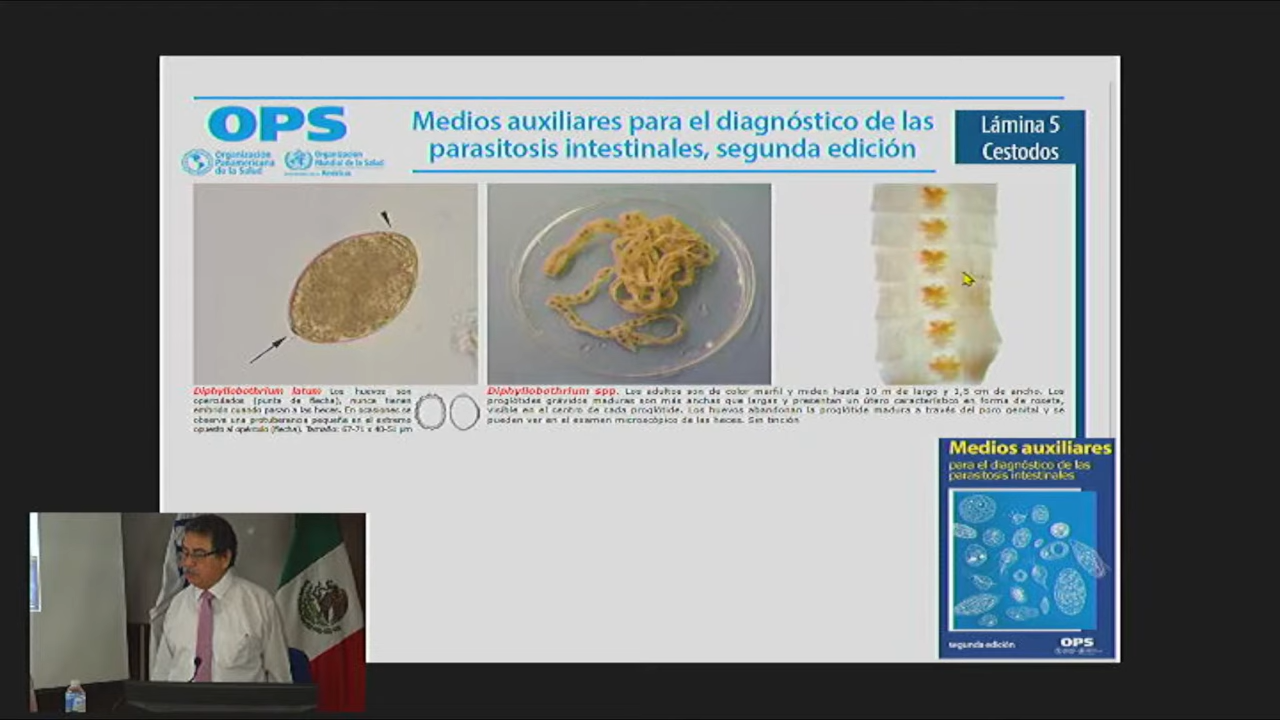 OPS
Organización
Panamericana
de la Salud
Organización
Mundial de la Salud
Américas
Medios auxiliares para el diagnóstico de las
parasitosis intestinales, segunda edición
Lámina 5
Cestodos
Diphyllobothrium latum Los huevos son
operculados (punta de flecha), nunca tienen
embrión cuando pasan a las heces. En ocasiones se
observa una protuberancia pequeña en el extremo
opuesto al opérculo (flecha). Tamaño: 67-71 x 40-51 µm
Diphyllobothrium spp. Los adultos son de color marfil y miden hasta 10 m de largo y 1,5 cm de ancho. Los
proglótides grávidos maduras son más anchas que largas y presentan un útero característico en forma de roseta,
visible en el centro de cada proglótide. Los huevos abandonan la proglótide madura a través del poro genital y se
pueden ver en el examen microscópico de las heces. Sin tinción
Medios auxiliares
para el diagnóstico de las
parasitosis intestinales
segunda edición
OPS